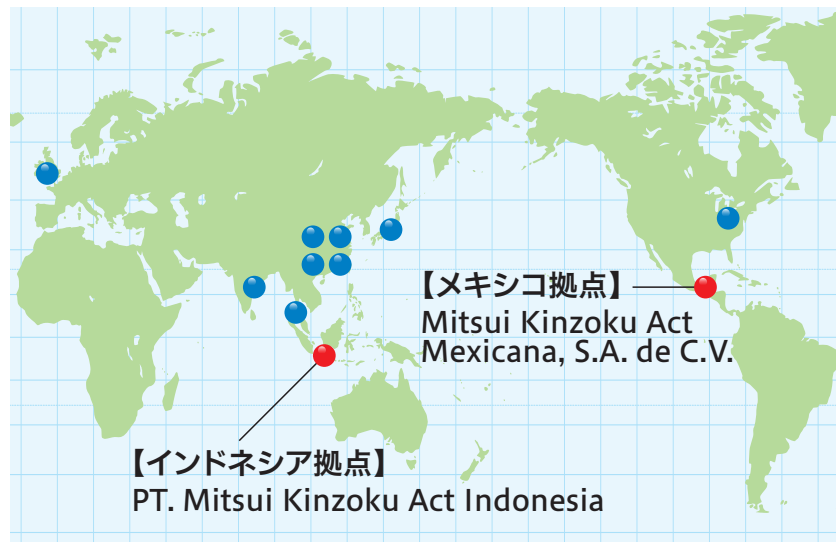 【メキシコ拠点】
Mitsui Kinzoku Act
Mexicana, S.A. de C.V.
【インドネシア拠点】
PT. Mitsui Kinzoku Act Indonesia